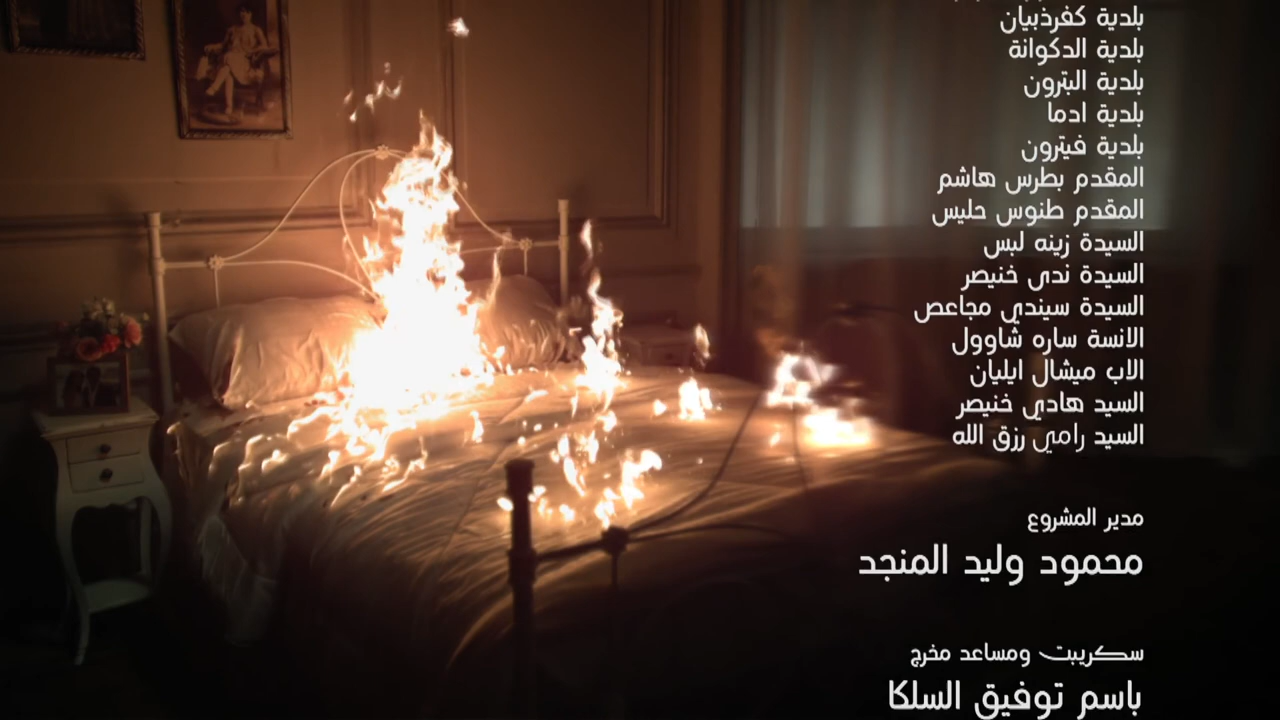 بلدية كفرذبيان
بلدية الدكوانة
بلدية البترون
بلدية ادما
بلدية فيترون
المقدم بطرس هاشم
المقدم طنوس حليس
السيدة زينه لبس
السيدة ندى خنيصر
السيدة سيندي مجاعص
الانسة ساره شاوول
الاب ميشال ايليان
السيد هادي خنيصر
السيد رامي رزق الله
مدير المشروع
محمود وليد المنجد
سكريبت ومساعد مخرج
باسم توفيق السلكا